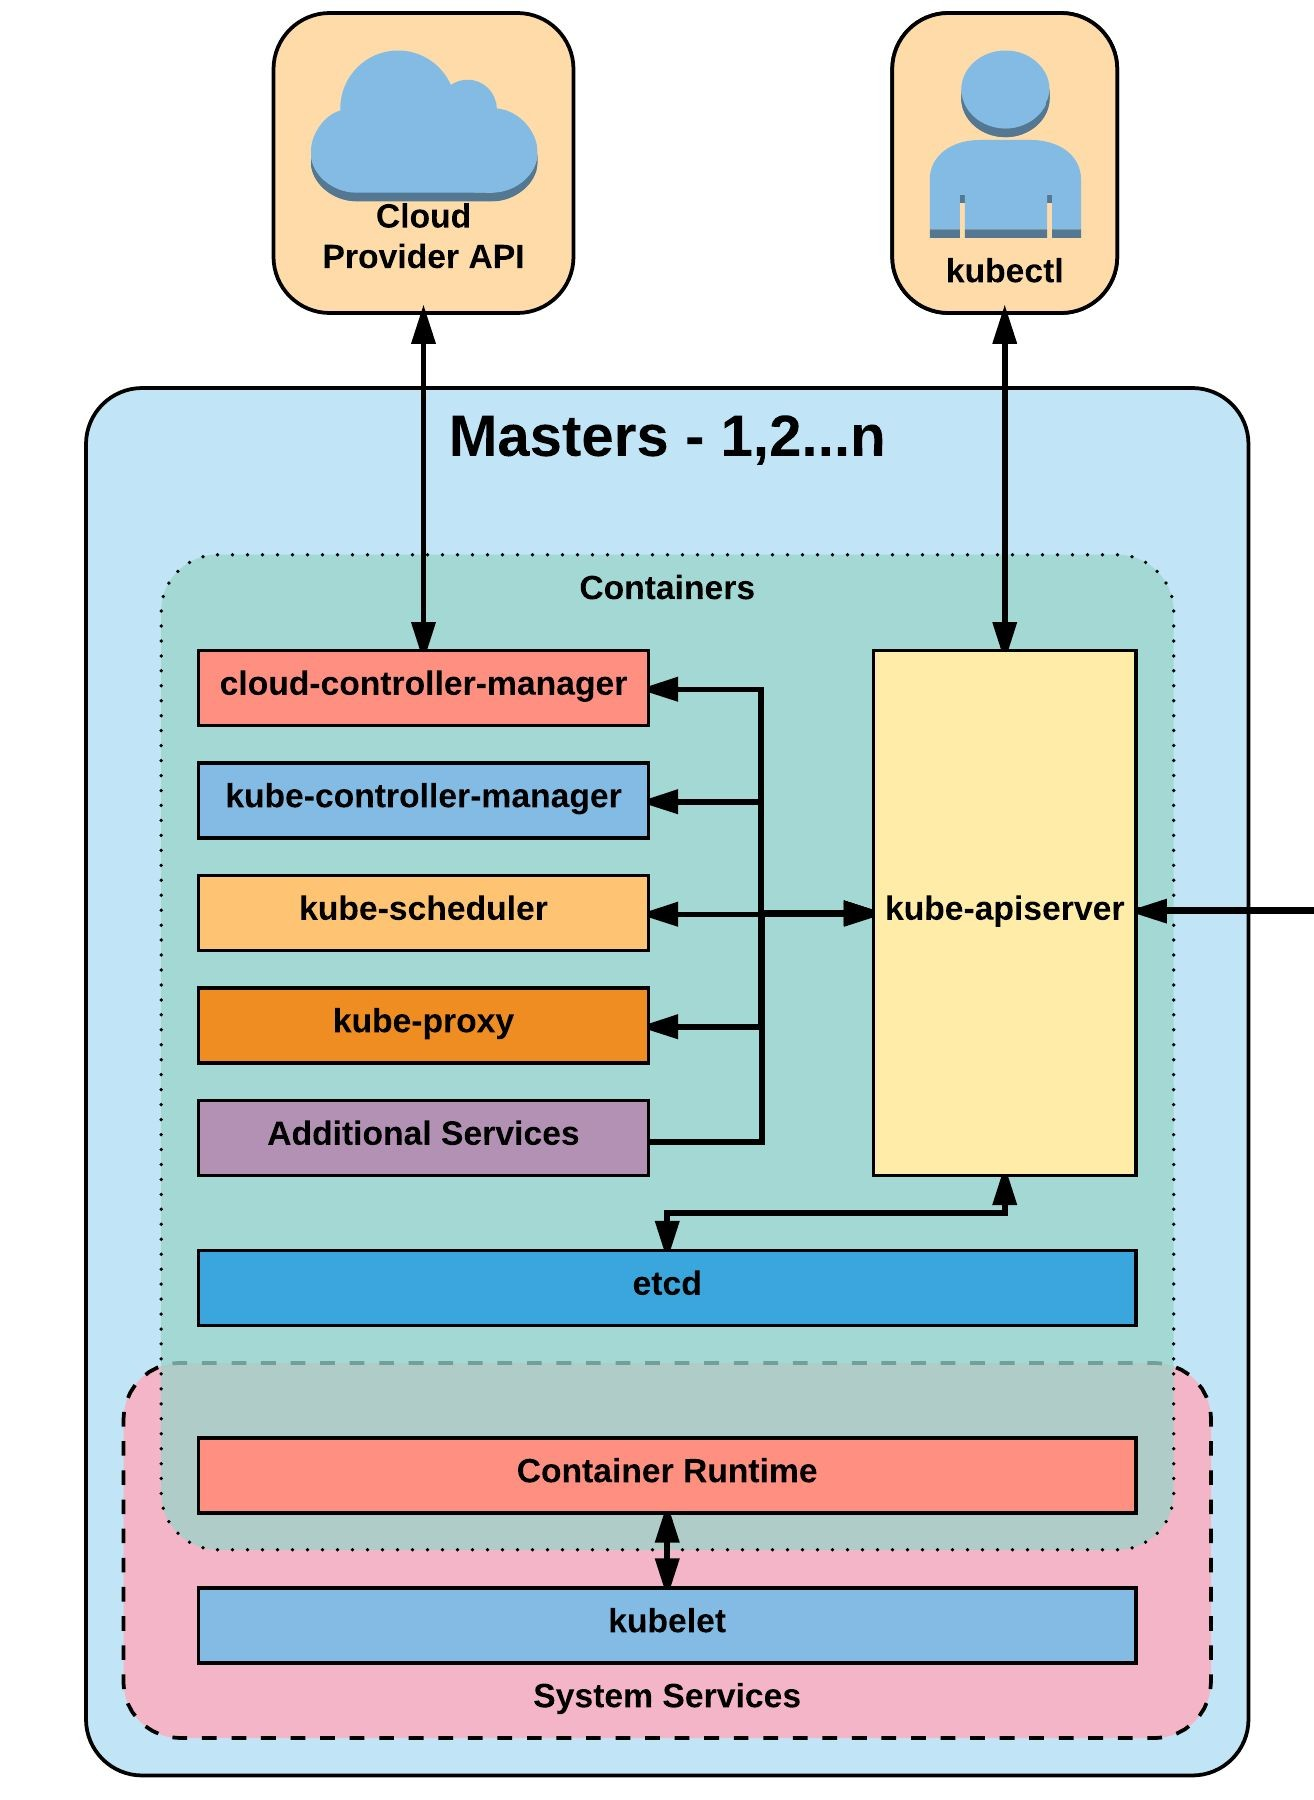 Cloud
Provider API
kubectl
Masters - 1,2...n
Containers
cloud-controller-manager
kube-controller-manager
kube-scheduler
kube-apiserver
kube-proxy
Additional Services
etcd
Container Runtime
kubelet
System Services